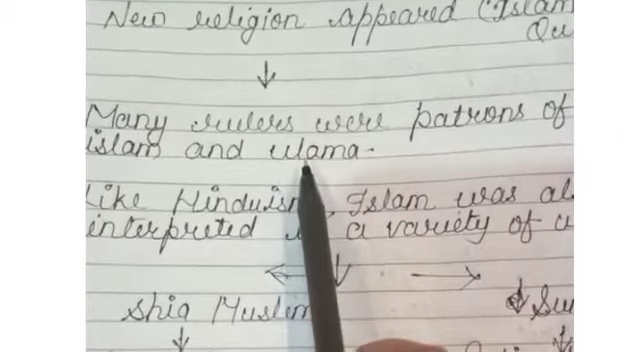 New religion appeared (Islam
Qu
Many rulers were patrons of
islam and ulama.
Like Hinduism, Islam was al
interpreted a variety of
Shia Muslim
Su